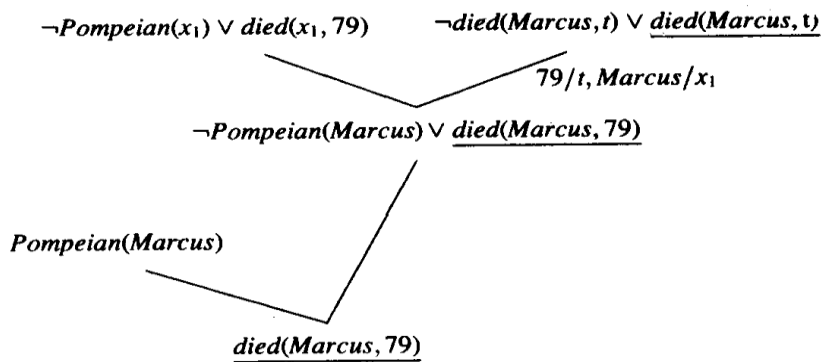 ¬Pompeian(x₁) ∨ died(x₁, 79) ¬died(Marcus,t) ∨ died(Marcus, t)
79/t, Marcus/x₁
¬Pompeian(Marcus) ∨ died(Marcus, 79)
Pompeian(Marcus)
died(Marcus, 79)